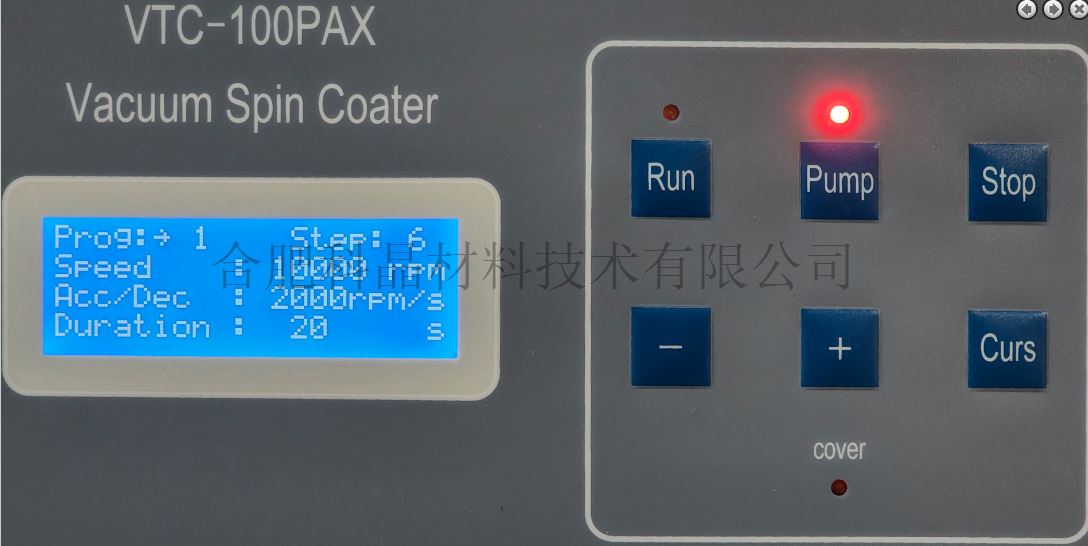 VTC-100PAX
Vacuum Spin Coater
Prog:→ 1 Step: 6
Speed : 10000 rpm
Acc/Dec : 2000rpm/s
Duration : 20 s
合肥科晶材料技术有限公司
Run
Pump
Stop
−
+
Curs
cover